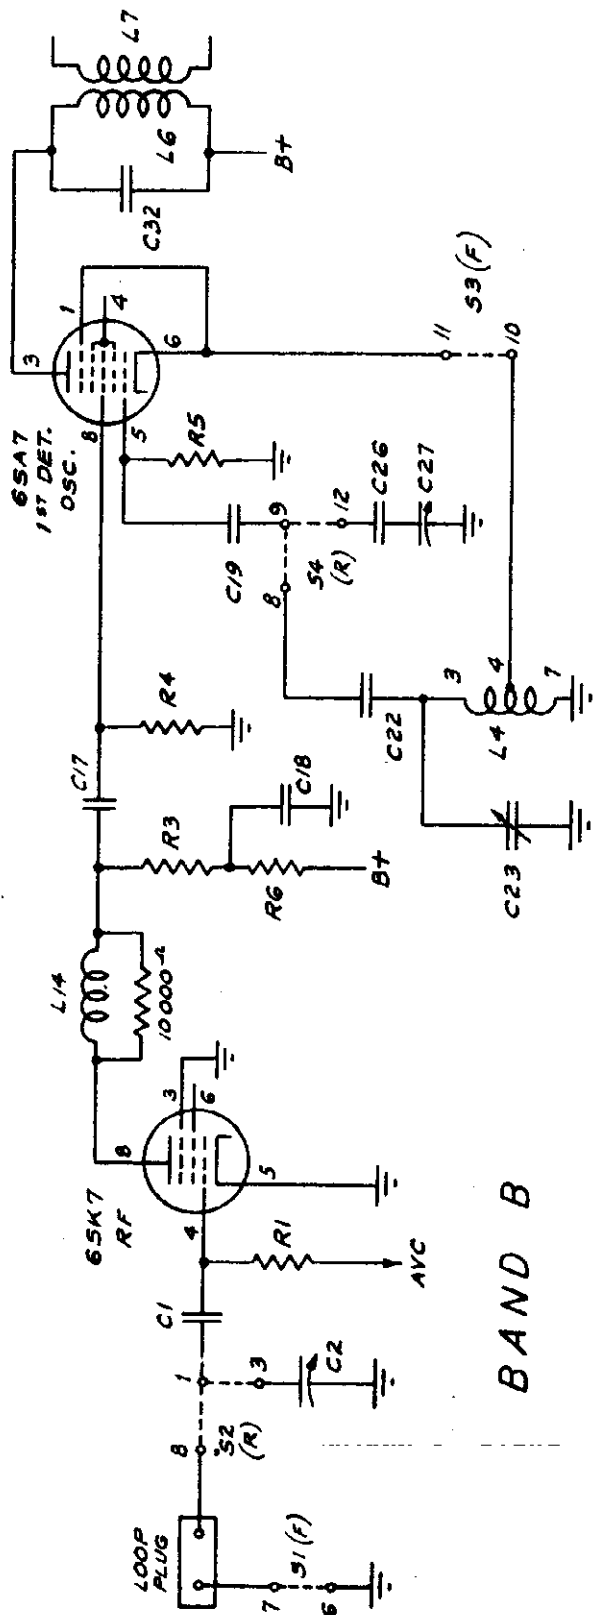 LOOP
PLUG
7
S1 (F)
6
8
S2
(R)
1
3
C2
C1
R1
AVC
6SK7
RF
4
8
3
6
5
L14
10000Ω
R3
R6
B+
C18
C17
R4
6SA7
1ST DET.
OSC.
3
8
5
1
4
6
R5
C19
9
8
S4
(R)
12
C26
C27
C22
C23
3
L4
4
7
11
S3 (F)
10
C32
L6
L7
B+
BAND B